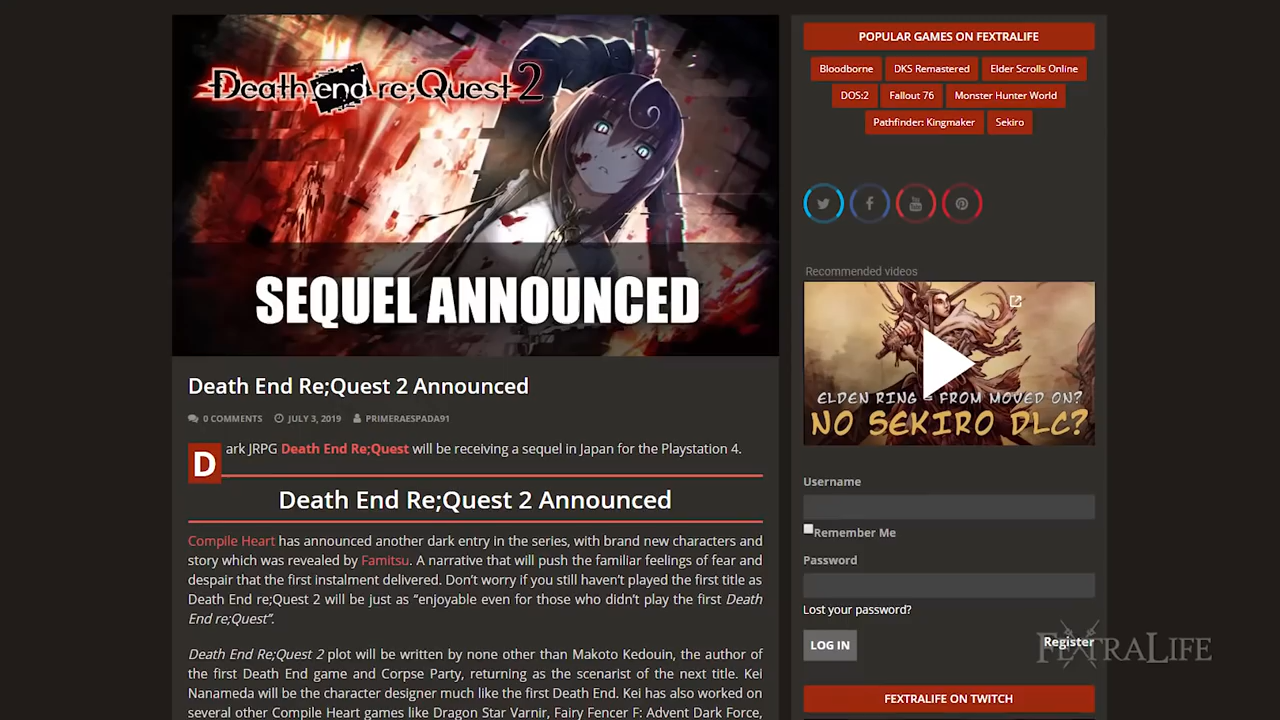 Death end re;Quest 2
SEQUEL ANNOUNCED
Death End Re;Quest 2 Announced
0 COMMENTS JULY 3, 2019 PRIMERAESPADA91
Dark JRPG Death End Re;Quest will be receiving a sequel in Japan for the Playstation 4.
Death End Re;Quest 2 Announced
Compile Heart has announced another dark entry in the series, with brand new characters and
story which was revealed by Famitsu. A narrative that will push the familiar feelings of fear and
despair that the first instalment delivered. Don't worry if you still haven't played the first title as
Death End re;Quest 2 will be just as “enjoyable even for those who didn't play the first Death
End re;Quest”.
Death End Re;Quest 2 plot will be written by none other than Makoto Kedouin, the author of
the first Death End game and Corpse Party, returning as the scenarist of the next title. Kei
Nanameda will be the character designer much like the first Death End. Kei has also worked on
several other Compile Heart games like Dragon Star Varnir, Fairy Fencer F: Advent Dark Force,
POPULAR GAMES ON FEXTRALIFE
Bloodborne DKS Remastered Elder Scrolls Online
DOS:2 Fallout 76 Monster Hunter World
Pathfinder: Kingmaker Sekiro
Recommended videos
ELDEN RING - FROM MOVED ON?
NO SEKIRO DLC?
Username
Remember Me
Password
Lost your password?
LOG IN Register
FEXTRALIFE
FEXTRALIFE ON TWITCH